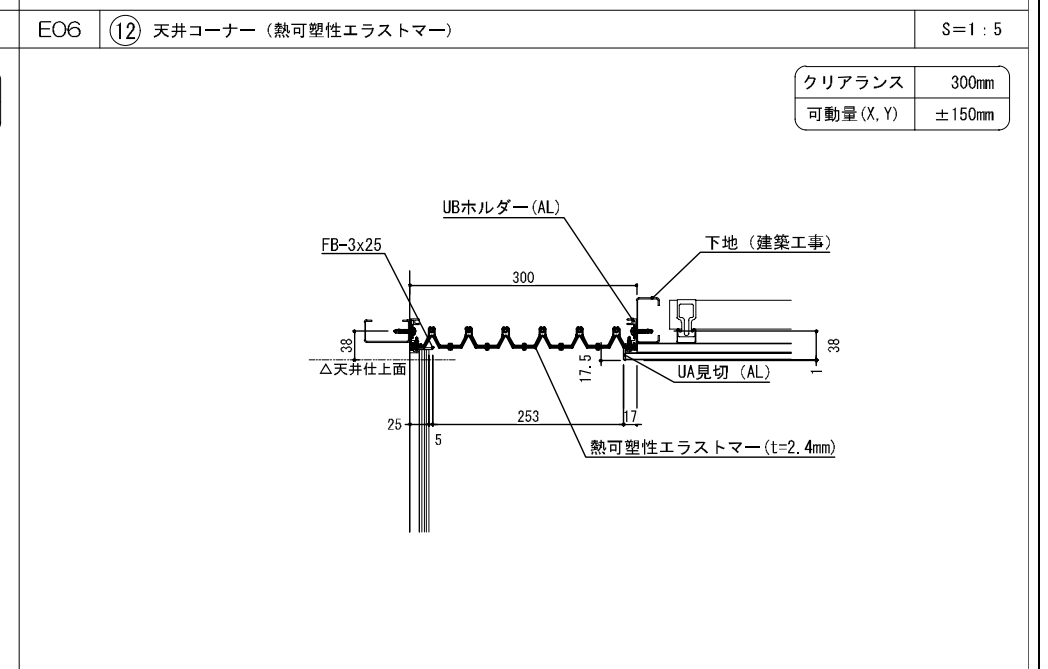 E06 ⑫ 天井コーナー（熱可塑性エラストマー） S=1：5
クリアランス 300mm
可動量(X,Y) ±150mm
UBホルダー(AL)
FB-3x25
下地（建築工事）
300
38
38
△天井仕上面
17.5
UA見切（AL）
1
25
5
253
17
熱可塑性エラストマー(t=2.4mm)